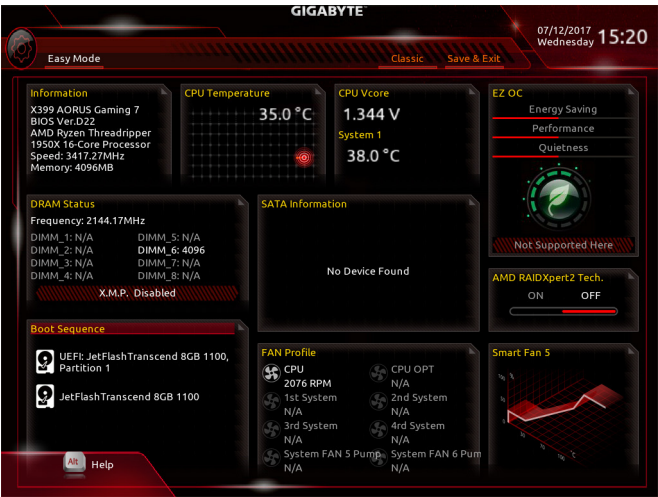 GIGABYTE
07/12/2017
Wednesday
15:20
Easy Mode
Classic
Save & Exit
Information
X399 AORUS Gaming 7
BIOS Ver.D22
AMD Ryzen Threadripper
1950X 16-Core Processor
Speed: 3417.27MHz
Memory: 4096MB
CPU Temperature
35.0 °C
CPU Vcore
1.344 V
System 1
38.0 °C
EZ OC
Energy Saving
Performance
Quietness
Not Supported Here
DRAM Status
Frequency: 2144.17MHz
DIMM_1: N/A DIMM_5: N/A
DIMM_2: N/A DIMM_6: 4096
DIMM_3: N/A DIMM_7: N/A
DIMM_4: N/A DIMM_8: N/A
X.M.P. Disabled
SATA Information
No Device Found
AMD RAIDXpert2 Tech.
ON OFF
Boot Sequence
UEFI: JetFlashTranscend 8GB 1100,
Partition 1
JetFlashTranscend 8GB 1100
FAN Profile
CPU CPU OPT
2076 RPM N/A
1st System 2nd System
N/A N/A
3rd System 4rd System
N/A N/A
System FAN 5 Pump System FAN 6 Pum
N/A N/A
Smart Fan 5
Alt Help